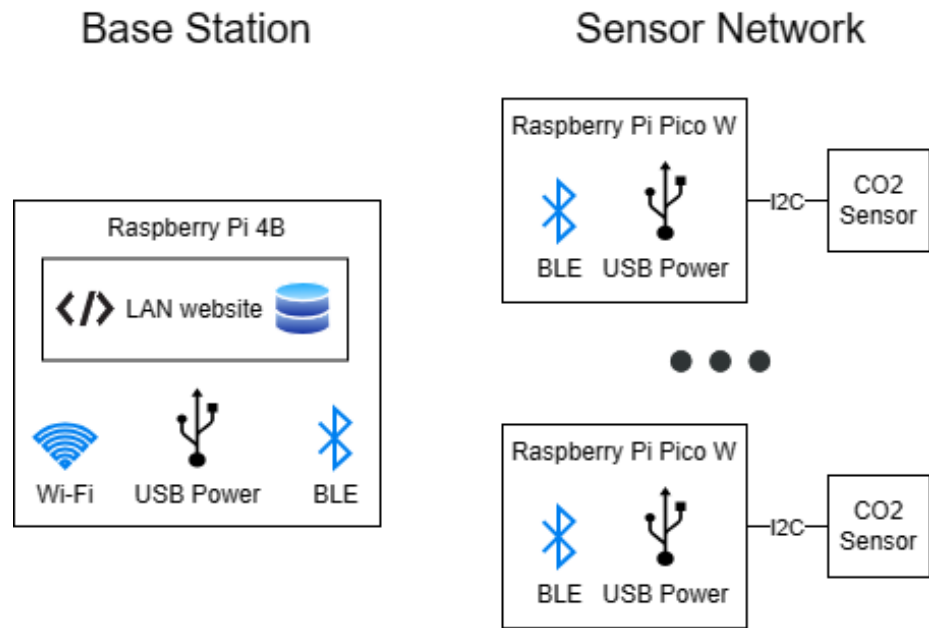 Base Station
Sensor Network
Raspberry Pi 4B
LAN website
Wi-Fi
USB Power
BLE
Raspberry Pi Pico W
BLE
USB Power
I2C
CO2
Sensor
Raspberry Pi Pico W
BLE
USB Power
I2C
CO2
Sensor